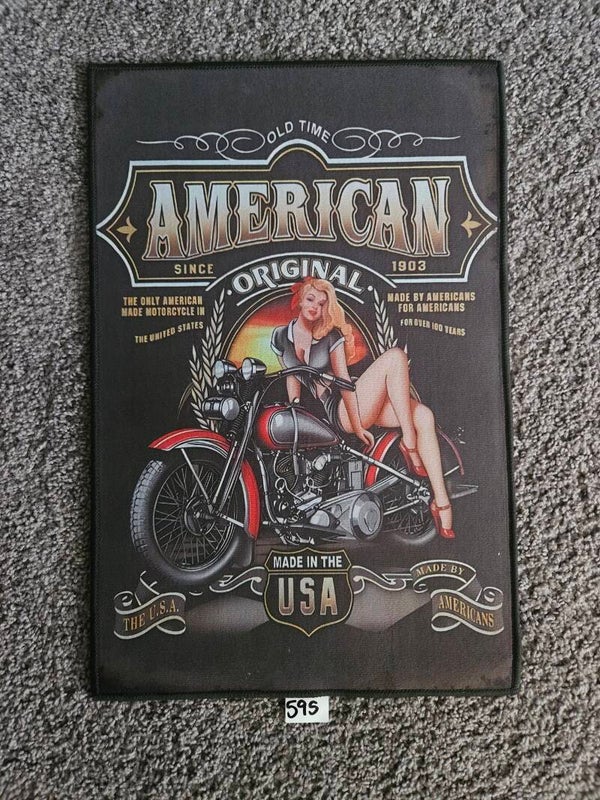 OLD TIME
AMERICAN
SINCE 1903
ORIGINAL
THE ONLY AMERICAN
MADE MOTORCYCLE IN
THE UNITED STATES
MADE BY AMERICANS
FOR AMERICANS
FOR OVER 100 YEARS
MADE IN THE
USA
THE U.S.A.
MADE BY
AMERICANS
59S